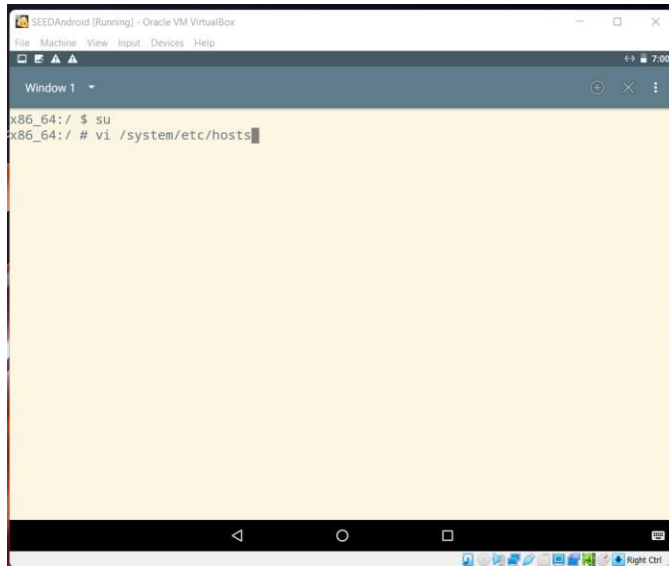 SEEDAndroid [Running] - Oracle VM VirtualBox
File Machine View Input Devices Help
7:00
Window 1
x86_64:/ $ su
x86_64:/ # vi /system/etc/hosts
Right Ctrl